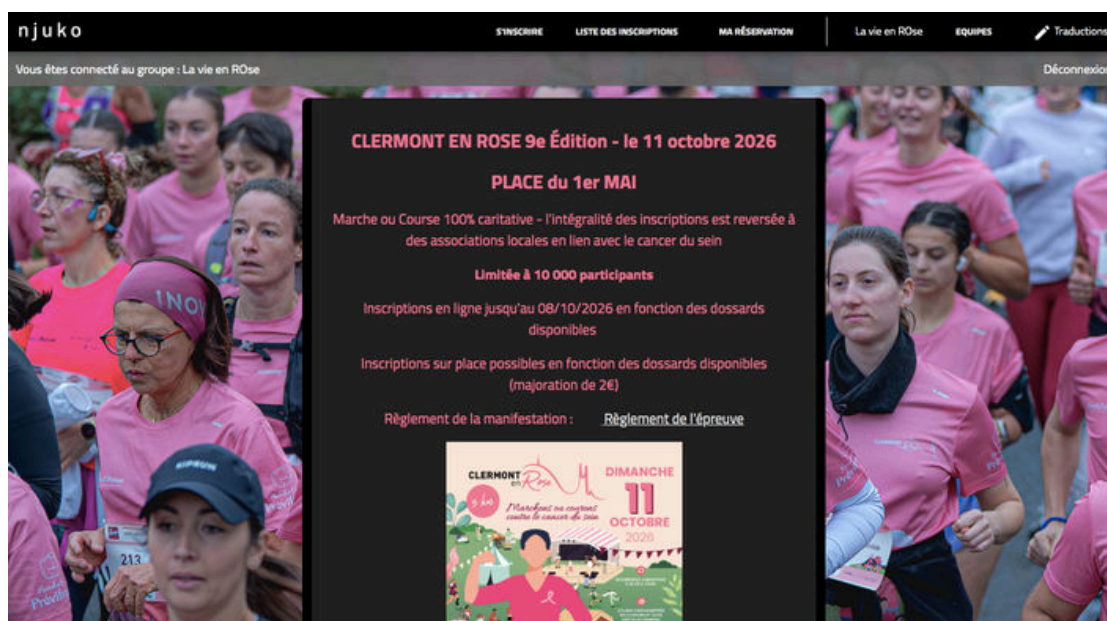 njuko
S'INSCRIRE LISTE DES INSCRIPTIONS MA RÉSERVATION La vie en ROse EQUIPES Traductions
Vous êtes connecté au groupe : La vie en ROse Déconnexion
CLERMONT EN ROSE 9e Édition - le 11 octobre 2026
PLACE du 1er MAI
Marche ou Course 100% caritative - l'intégralité des inscriptions est reversée à
des associations locales en lien avec le cancer du sein
Limitée à 10 000 participants
Inscriptions en ligne jusqu'au 08/10/2026 en fonction des dossards
disponibles
Inscriptions sur place possibles en fonction des dossards disponibles
(majoration de 2€)
Règlement de la manifestation : Règlement de l'épreuve
CLERMONT
en Rose
5 km
Marchons ou courons
contre le cancer du sein
DIMANCHE
11
OCTOBRE
2026
INOV
KIPRUN
213